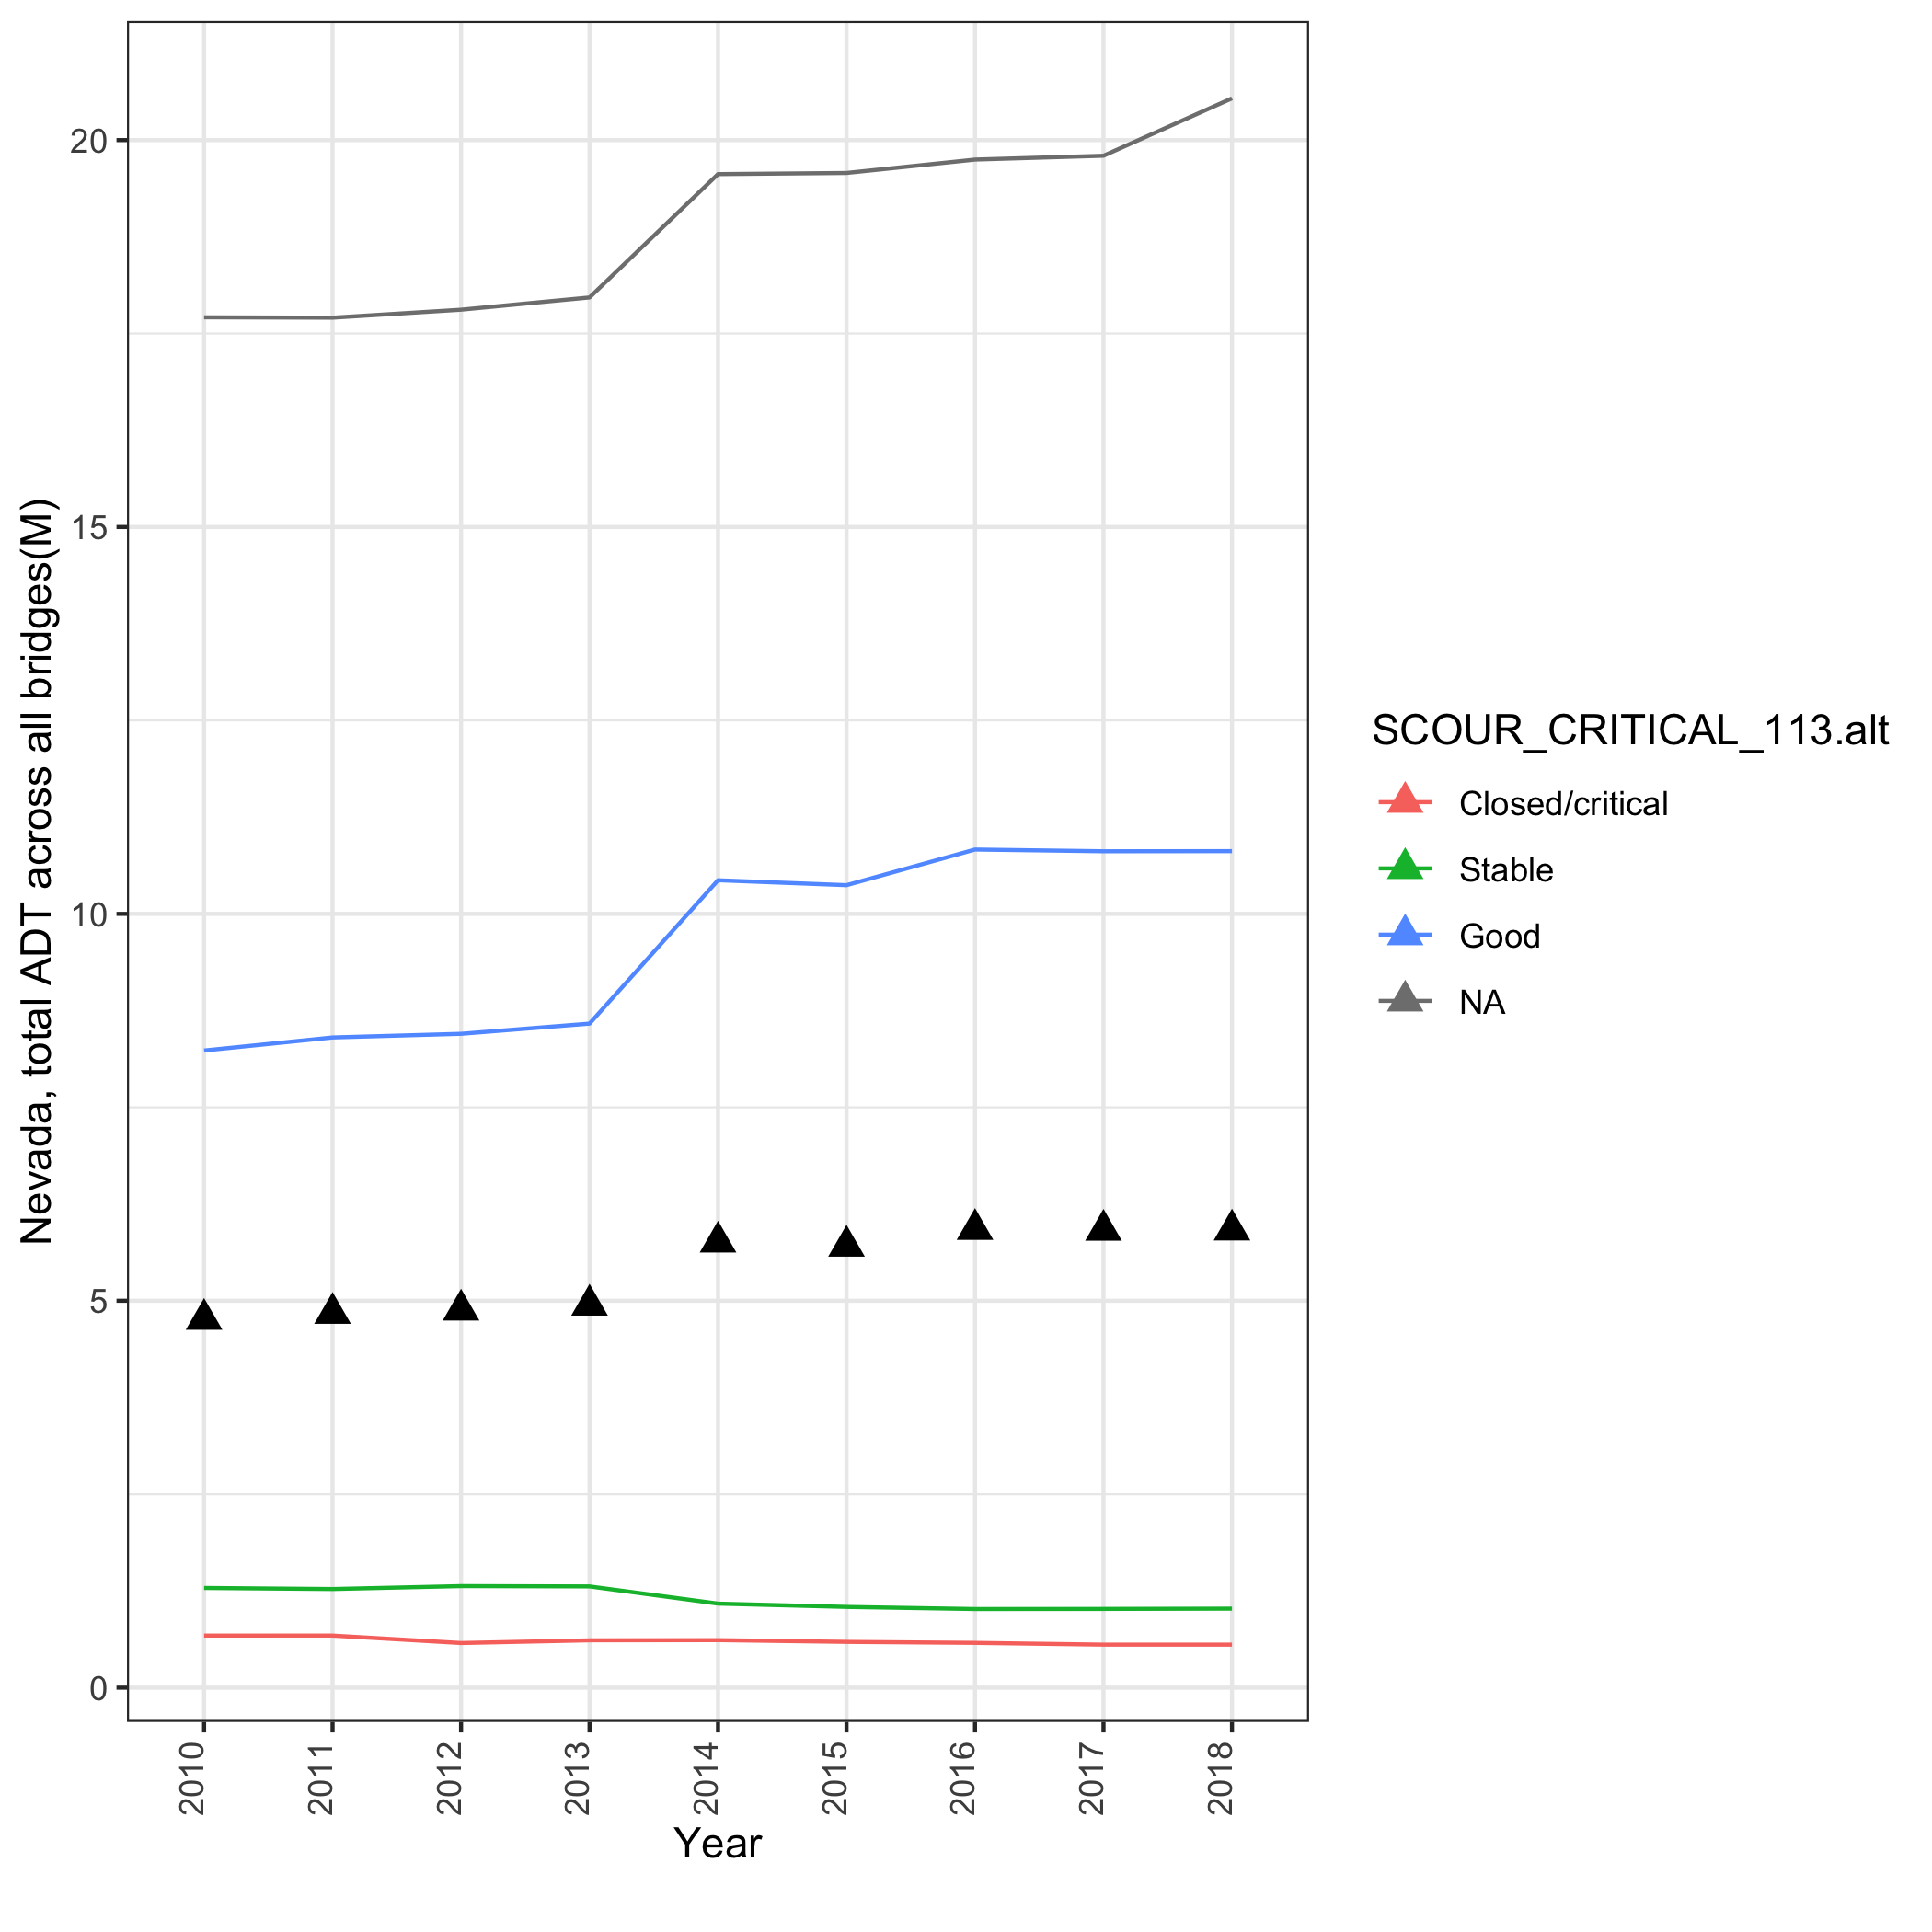 Nevada, total ADT across all bridges(M)
20
15
10
5
0
2010
2011
2012
2013
2014
2015
2016
2017
2018
Year
SCOUR_CRITICAL_113.alt
Closed/critical
Stable
Good
NA